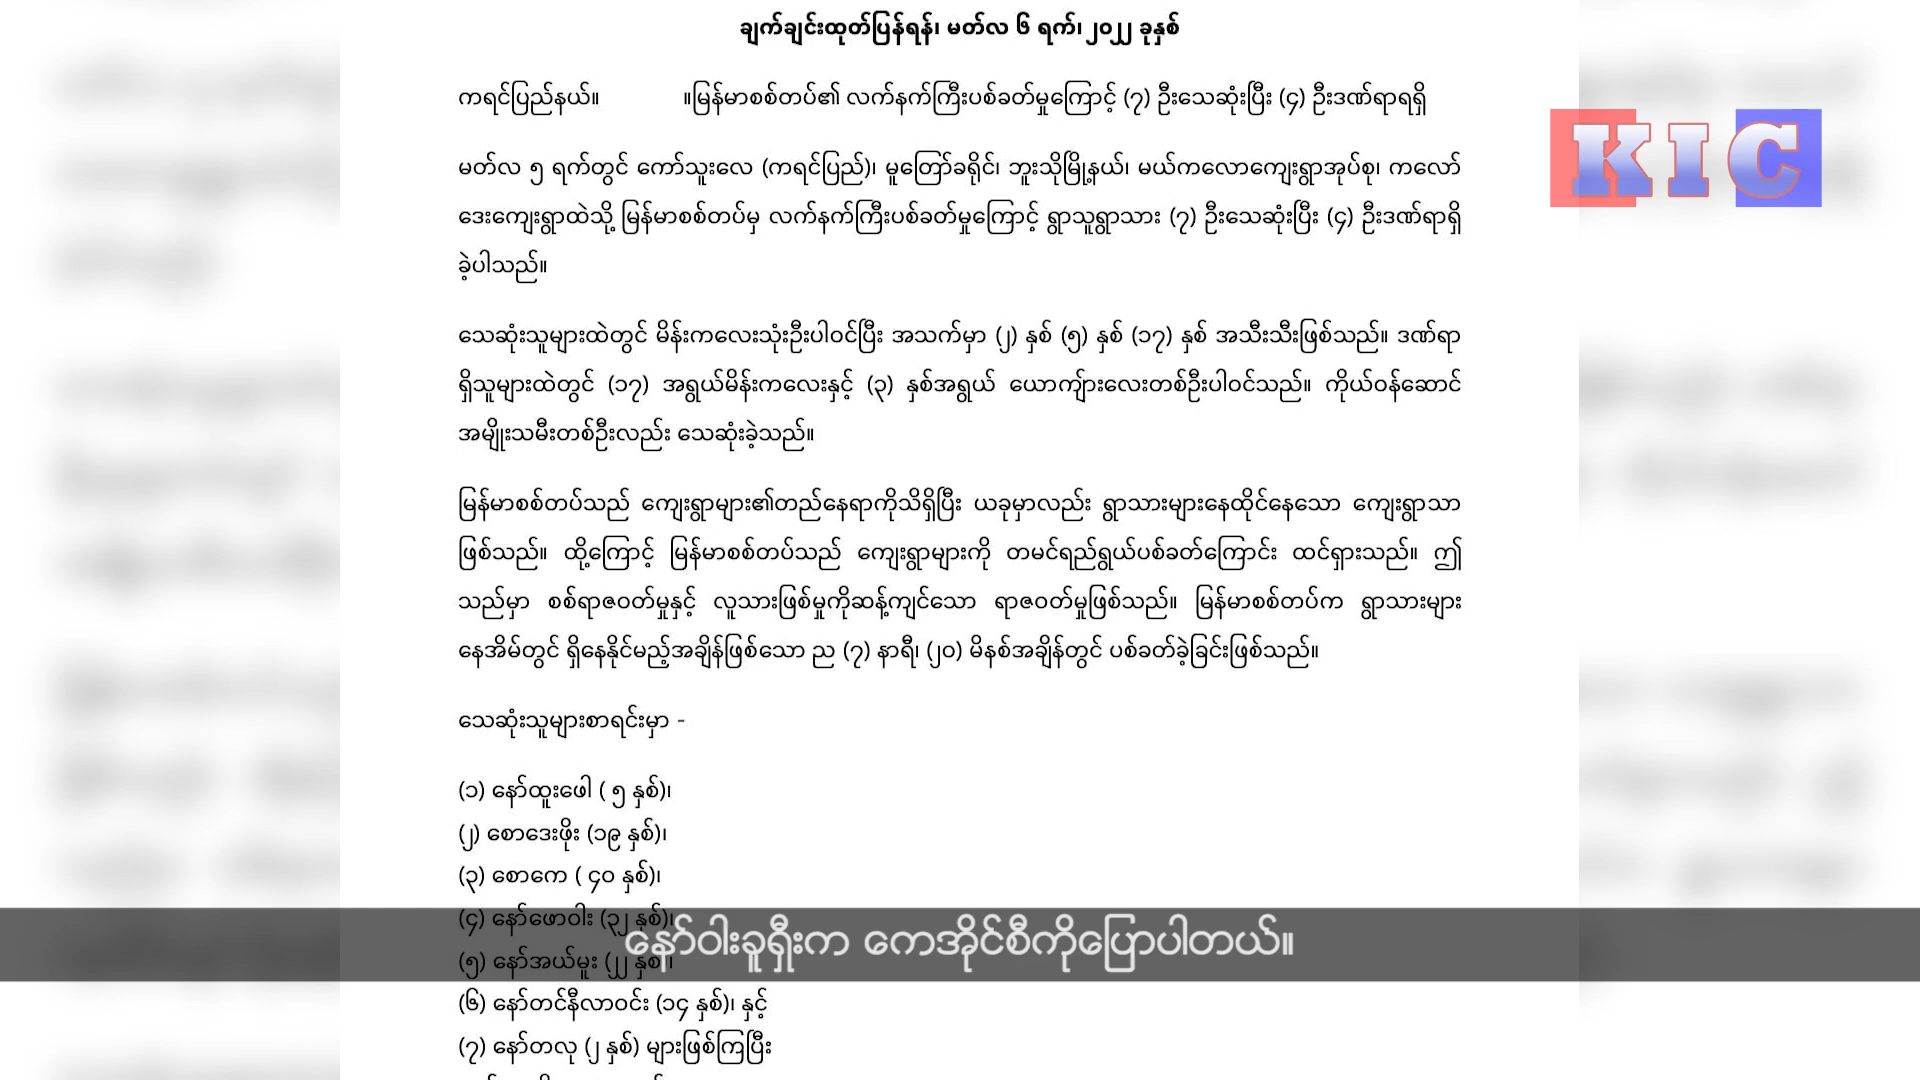 ချက်ချင်းထုတ်ပြန်ရန်၊ မတ်လ ၆ ရက်၊၂၀၂၂ ခုနှစ်
ကရင်ပြည်နယ်။ ။မြန်မာစစ်တပ်၏ လက်နက်ကြီးပစ်ခတ်မှုကြောင့် (၇) ဦးသေဆုံးပြီး (၄) ဦးဒဏ်ရာရရှိ
KIC
မတ်လ ၅ ရက်တွင် ကော်သူးလေ (ကရင်ပြည်)၊ မူတြော်ခရိုင်၊ ဘူးသိုမြို့နယ်၊ မယ်ကလောကျေးရွာအုပ်စု၊ ကလော်
ဒေးကျေးရွာထဲသို့ မြန်မာစစ်တပ်မှ လက်နက်ကြီးပစ်ခတ်မှုကြောင့် ရွာသူရွာသား (၇) ဦးသေဆုံးပြီး (၄) ဦးဒဏ်ရာရှိ
ခဲ့ပါသည်။
သေဆုံးသူများထဲတွင် မိန်းကလေးသုံးဦးပါဝင်ပြီး အသက်မှာ (၂) နှစ် (၅) နှစ် (၁၇) နှစ် အသီးသီးဖြစ်သည်။ ဒဏ်ရာ
ရှိသူများထဲတွင် (၁၇) အရွယ်မိန်းကလေးနှင့် (၃) နှစ်အရွယ် ယောကျ်ားလေးတစ်ဦးပါဝင်သည်။ ကိုယ်ဝန်ဆောင်
အမျိုးသမီးတစ်ဦးလည်း သေဆုံးခဲ့သည်။
မြန်မာစစ်တပ်သည် ကျေးရွာများ၏တည်နေရာကိုသိရှိပြီး ယခုမှာလည်း ရွာသားများနေထိုင်နေသော ကျေးရွာသာ
ဖြစ်သည်။ ထို့ကြောင့် မြန်မာစစ်တပ်သည် ကျေးရွာများကို တမင်ရည်ရွယ်ပစ်ခတ်ကြောင်း ထင်ရှားသည်။ ဤ
သည်မှာ စစ်ရာဇဝတ်မှုနှင့် လူသားဖြစ်မှုကိုဆန့်ကျင်သော ရာဇဝတ်မှုဖြစ်သည်။ မြန်မာစစ်တပ်က ရွာသားများ
နေအိမ်တွင် ရှိနေနိုင်မည့်အချိန်ဖြစ်သော ည (၇) နာရီ၊ (၂၀) မိနစ်အချိန်တွင် ပစ်ခတ်ခဲ့ခြင်းဖြစ်သည်။
သေဆုံးသူများစာရင်းမှာ -
(၁) နော်ထူးဖေါ ( ၅ နှစ်)၊
(၂) စောဒေးဖိုး (၁၉ နှစ်)၊
(၃) စောကေ ( ၄၀ နှစ်)၊
(၄) နော်ဖောဝါး (၃၂ နှစ်)၊
နော်ဝါးခူရှီးက ကေအိုင်စီကိုပြောပါတယ်။
(၅) နော်အယ်မူး (၂၂ နှစ်)၊
(၆) နော်တင်နီလာဝင်း (၁၄ နှစ်)၊ နှင့်
(၇) နော်တလု (၂ နှစ်) များဖြစ်ကြပြီး